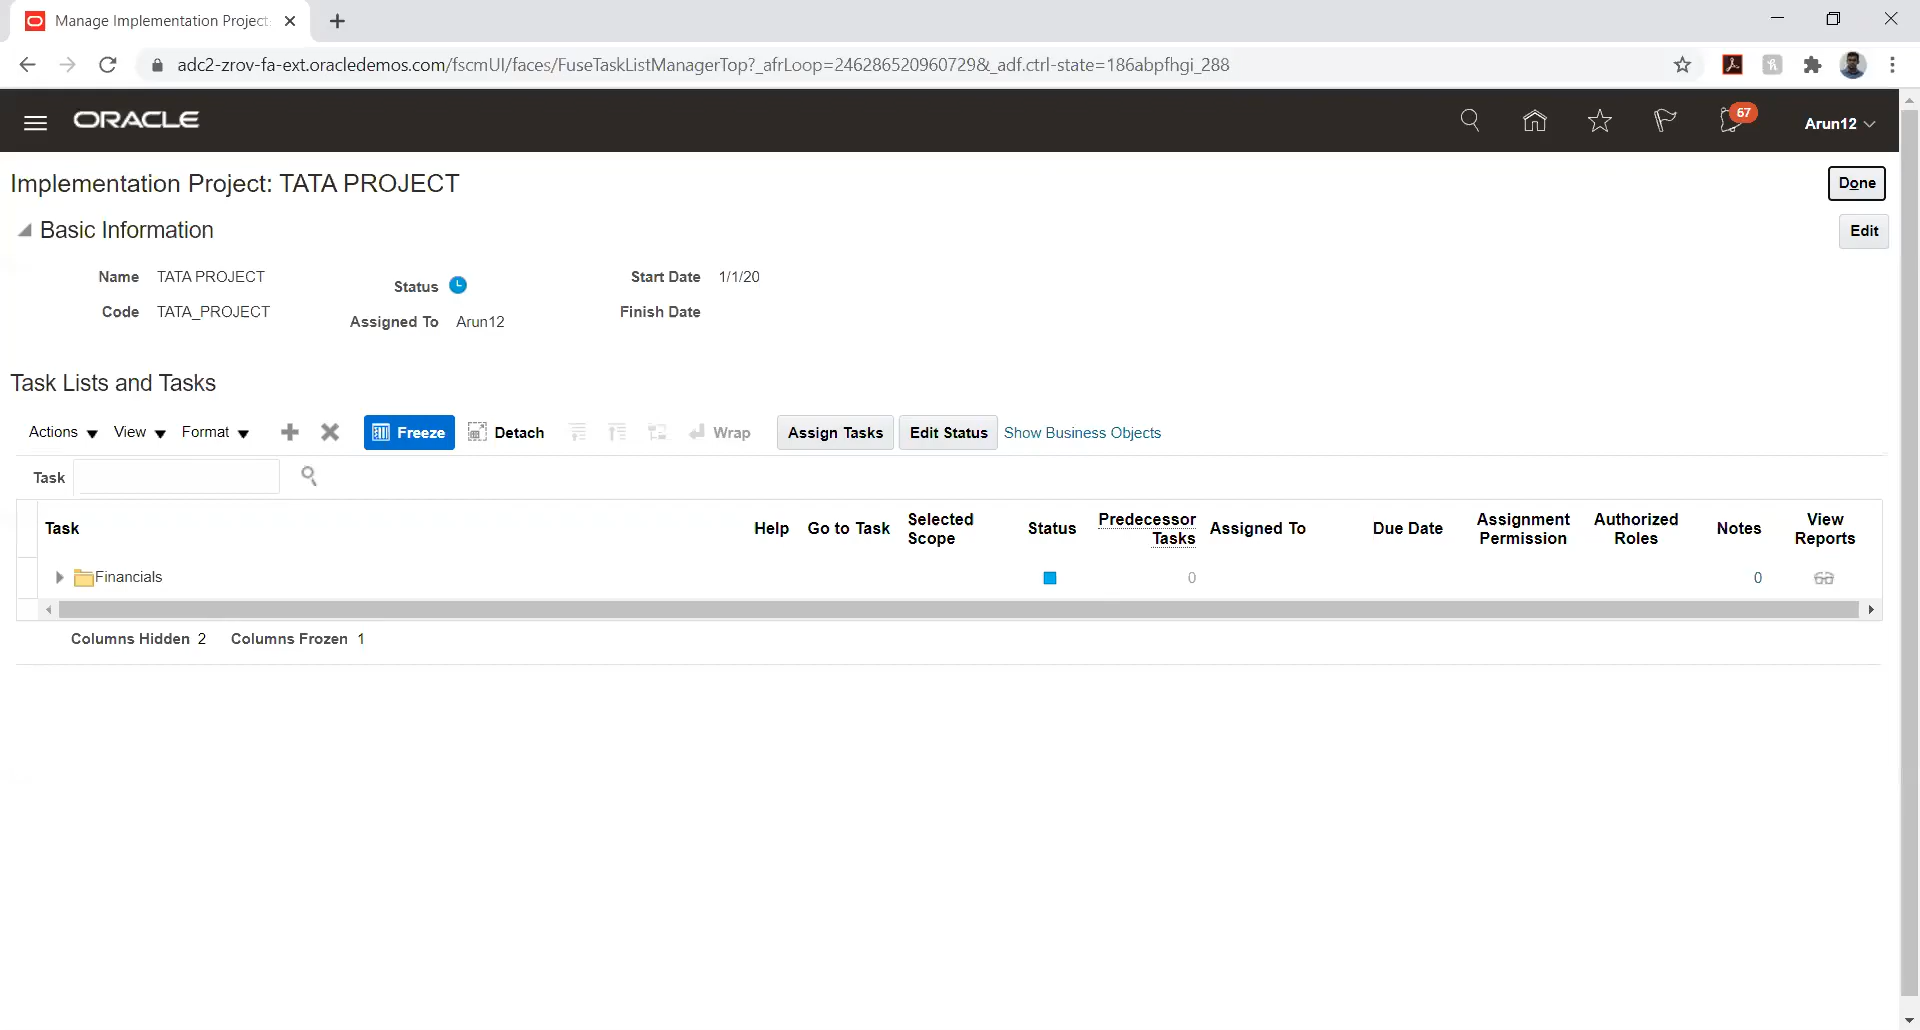 Manage Implementation Project
adc2-zrov-fa-ext.oracledemos.com/fscmUI/faces/FuseTaskListManagerTop?_afrLoop=246286520960729&_adf.ctrl-state=186abpfhgi_288
ORACLE
67
Arun12
Implementation Project: TATA PROJECT
Done
Basic Information
Edit
Name TATA PROJECT
Status
Start Date 1/1/20
Code TATA_PROJECT
Assigned To Arun12
Finish Date
Task Lists and Tasks
Actions View Format Freeze Detach Wrap Assign Tasks Edit Status Show Business Objects
Task
Task Help Go to Task Selected Scope Status Predecessor Tasks Assigned To Due Date Assignment Permission Authorized Roles Notes View Reports
Financials 0 0
Columns Hidden 2 Columns Frozen 1